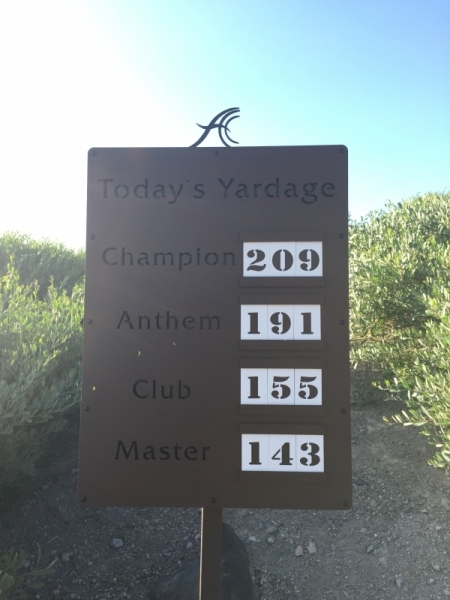 Today's Yardage
Champion 209
Anthem 191
Club 155
Master 143